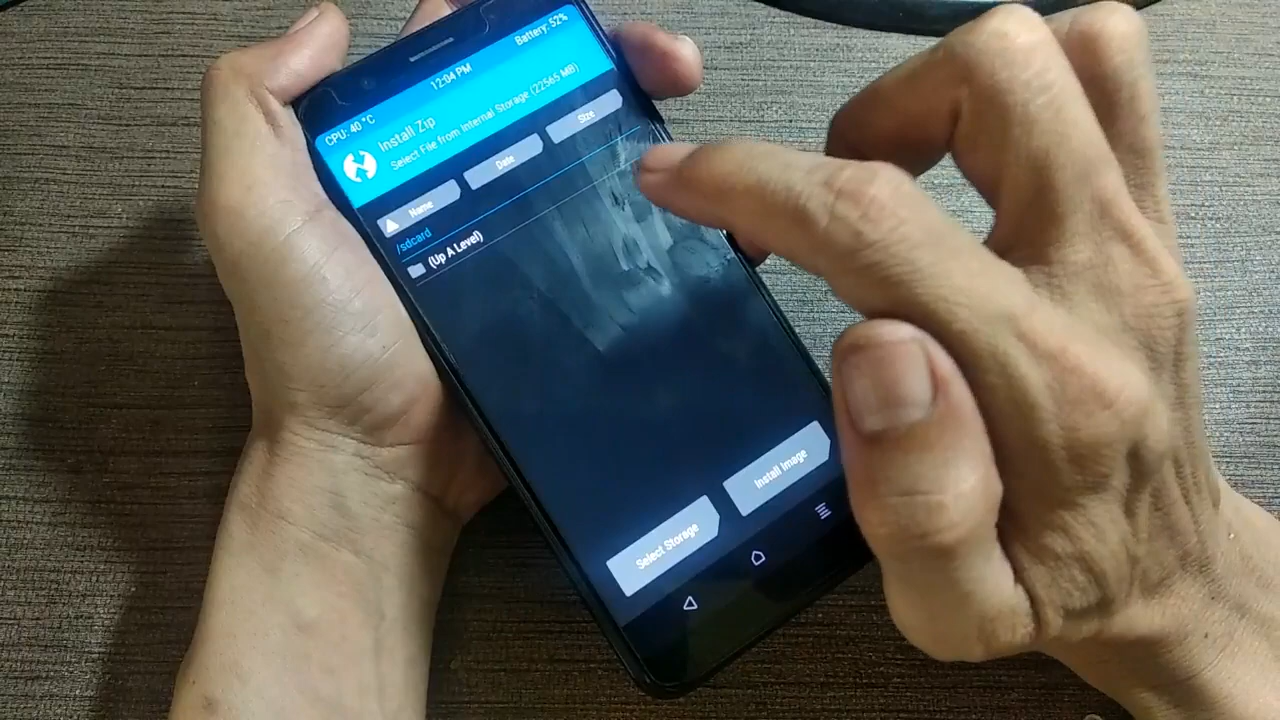 CPU: 40 °C
12:04 PM
Battery: 52%
Install Zip
Select File from Internal Storage (22565 MB)
Name
Date
Size
/sdcard
(Up A Level)
Select Storage
Install Image